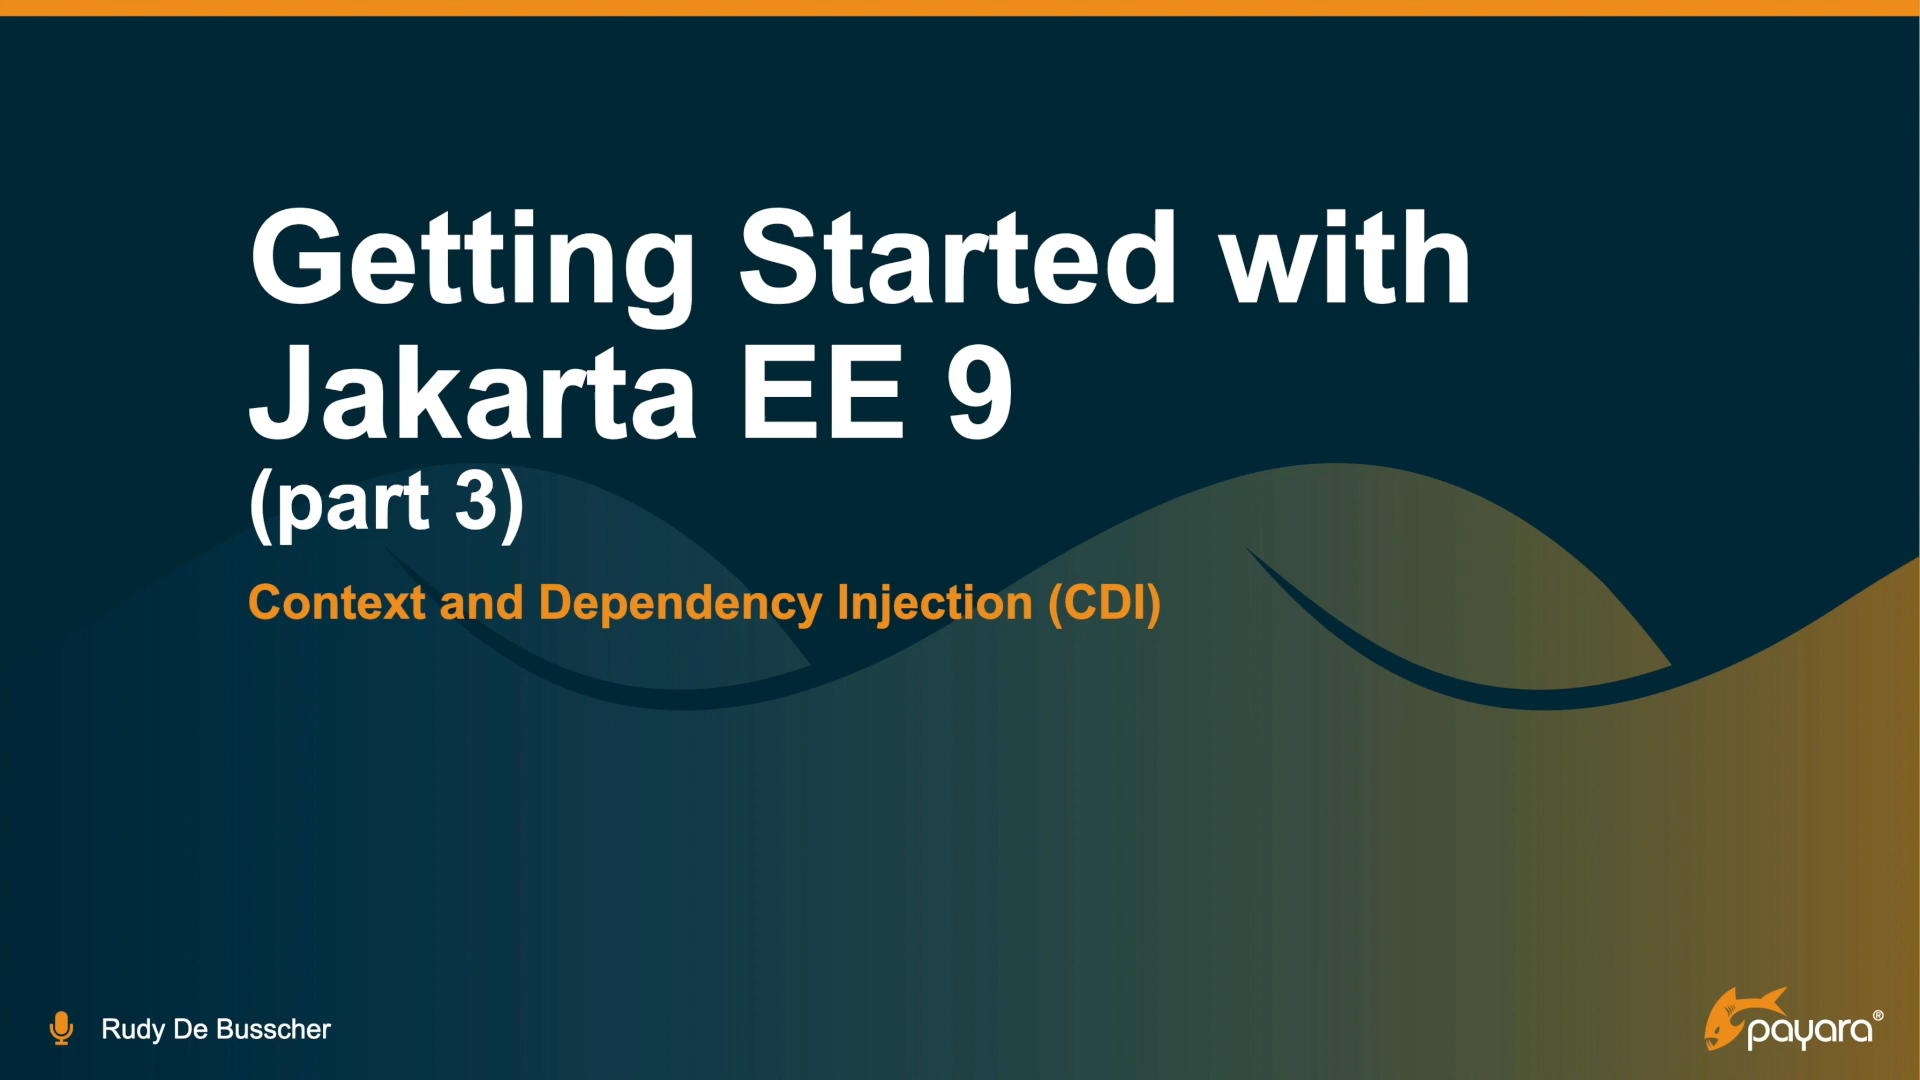 Getting Started with
Jakarta EE 9
(part 3)
Context and Dependency Injection (CDI)
Rudy De Busscher
payara®